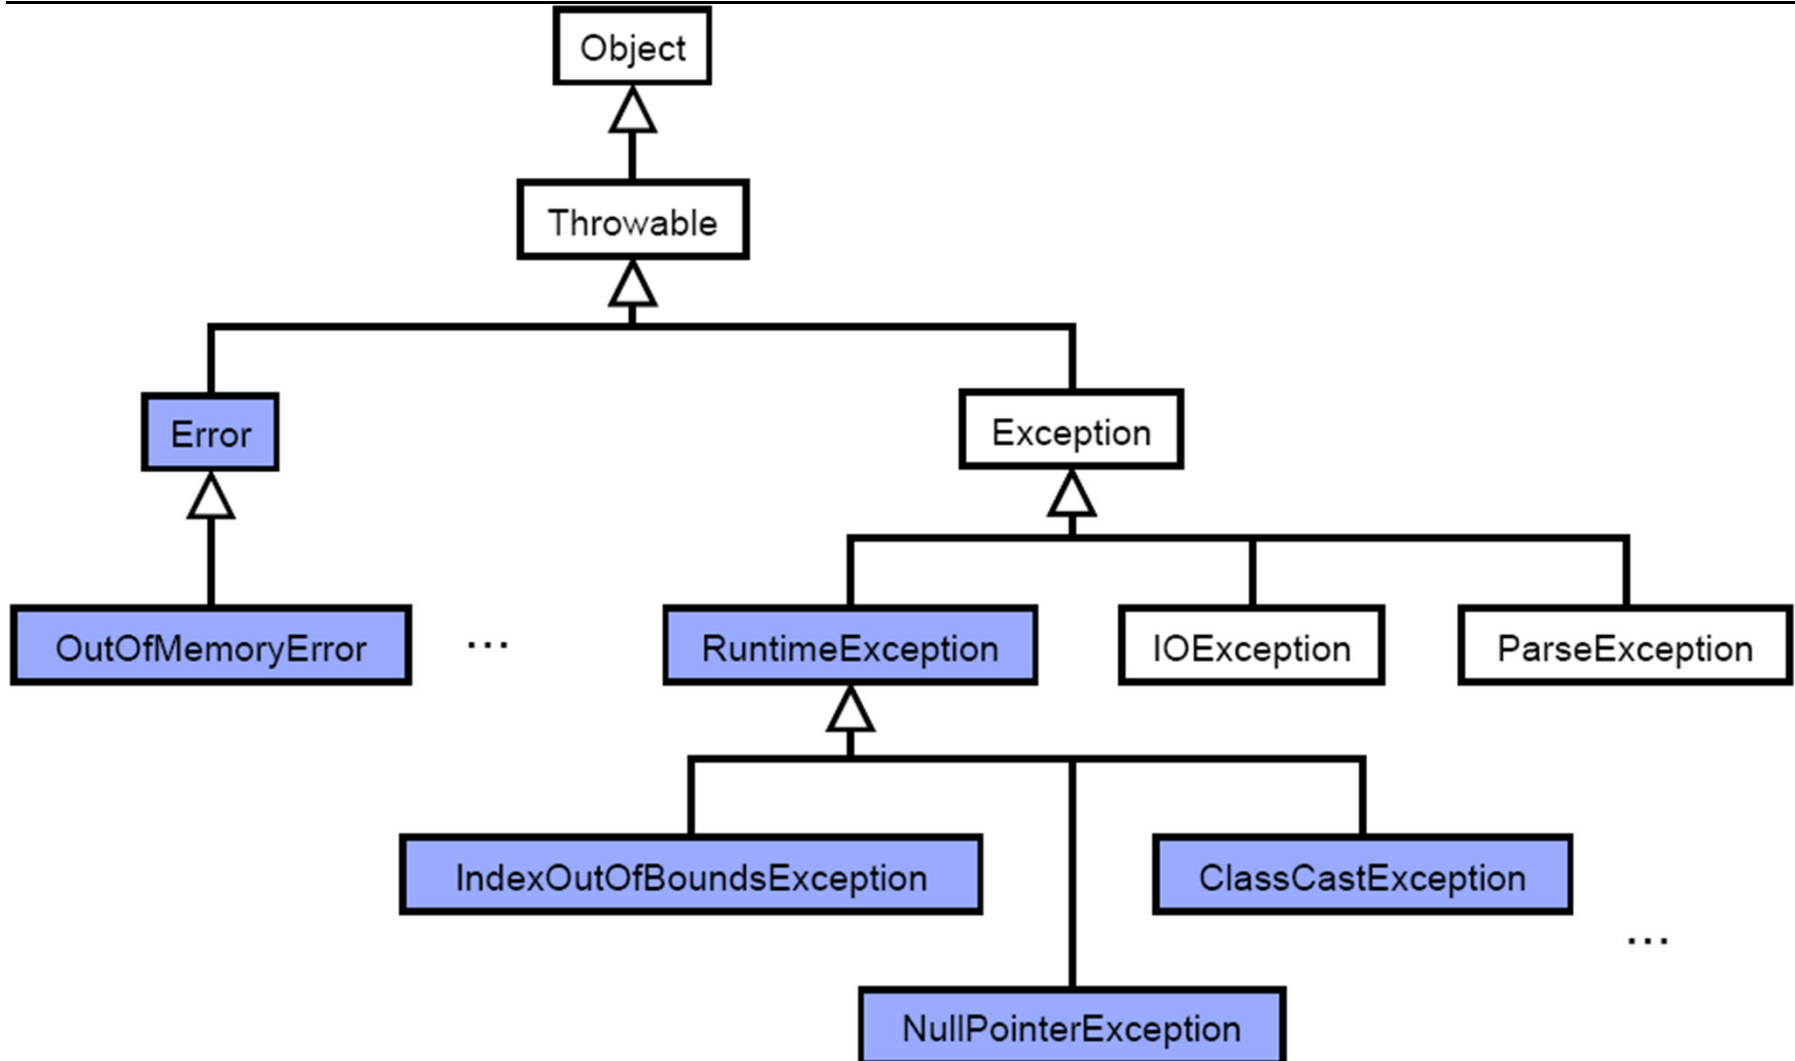 Object
Throwable
Error
Exception
OutOfMemoryError
...
RuntimeException
IOException
ParseException
IndexOutOfBoundsException
ClassCastException
...
NullPointerException